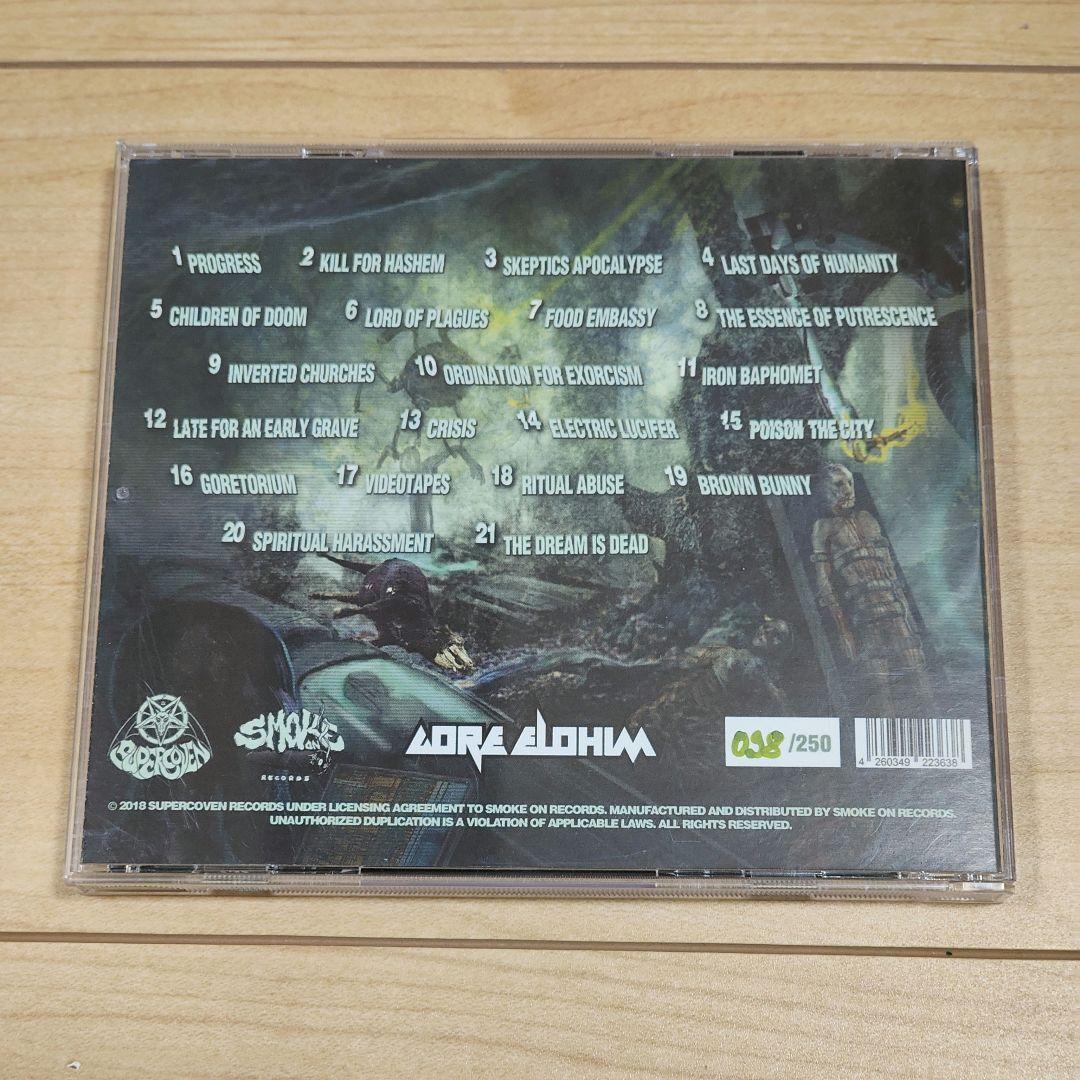 1 PROGRESS 2 KILL FOR HASHEM 3 SKEPTICS APOCALYPSE 4 LAST DAYS OF HUMANITY
5 CHILDREN OF DOOM 6 LORD OF PLAGUES 7 FOOD EMBASSY 8 THE ESSENCE OF PUTRESCENCE
9 INVERTED CHURCHES 10 ORDINATION FOR EXORCISM 11 IRON BAPHOMET
12 LATE FOR AN EARLY GRAVE 13 CRISIS 14 ELECTRIC LUCIFER 15 POISON THE CITY
16 GORETORIUM 17 VIDEOTAPES 18 RITUAL ABUSE 19 BROWN BUNNY
20 SPIRITUAL HARASSMENT 21 THE DREAM IS DEAD
SUPERCOVEN
SMOKE ON
RECORDS
GORE ELOHIM
098/250
4 260349 223638
© 2018 SUPERCOVEN RECORDS UNDER LICENSING AGREEMENT TO SMOKE ON RECORDS. MANUFACTURED AND DISTRIBUTED BY SMOKE ON RECORDS.
UNAUTHORIZED DUPLICATION IS A VIOLATION OF APPLICABLE LAWS. ALL RIGHTS RESERVED.